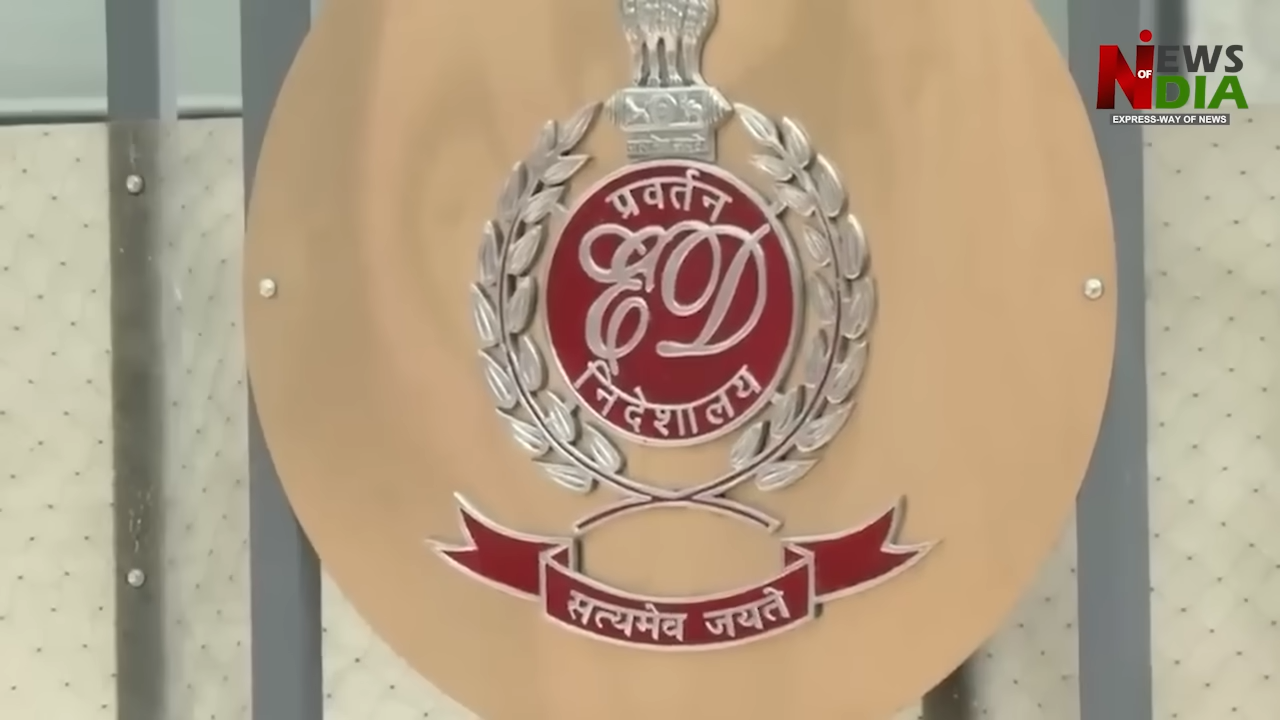 NEWS
OF INDIA
EXPRESS-WAY OF NEWS
प्रवर्तन
ED
निदेशालय
सत्यमेव जयते